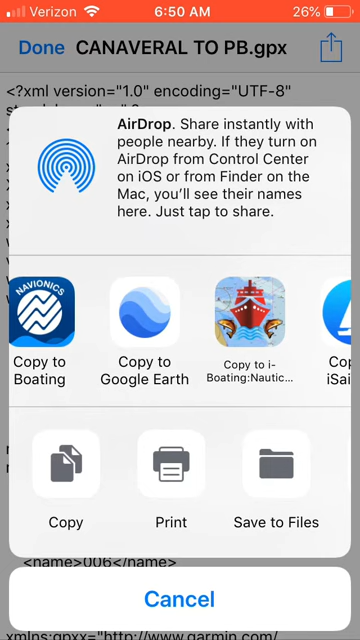 Verizon 6:50 AM 26%
Done CANAVERAL TO PB.gpx
<?xml version="1.0" encoding="UTF-8"
AirDrop. Share instantly with
people nearby. If they turn on
AirDrop from Control Center
on iOS or from Finder on the
Mac, you'll see their names
here. Just tap to share.
NAVIONICS
Copy to
Boating
Copy to
Google Earth
Copy to i-
Boating:Nautic...
Cop
iSai
Copy
Print
Save to Files
<name>006</name>
Cancel
xmlns:gpxx="http://www.garmin.com/